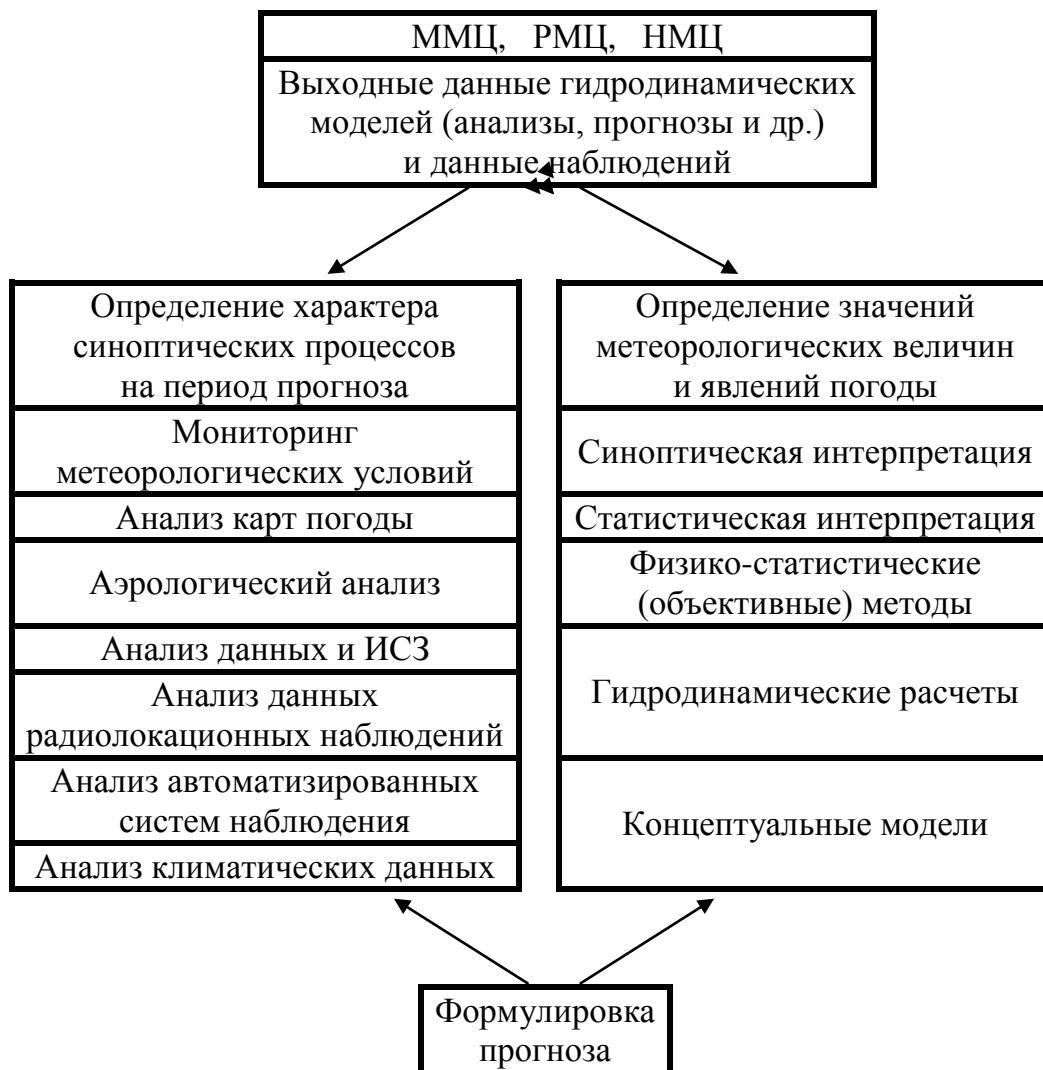 ММЦ, РМЦ, НМЦ
Выходные данные гидродинамических
моделей (анализы, прогнозы и др.)
и данные наблюдений
Определение характера
синоптических процессов
на период прогноза
Мониторинг
метеорологических условий
Анализ карт погоды
Аэрологический анализ
Анализ данных и ИСЗ
Анализ данных
радиолокационных наблюдений
Анализ автоматизированных
систем наблюдения
Анализ климатических данных
Определение значений
метеорологических величин
и явлений погоды
Синоптическая интерпретация
Статистическая интерпретация
Физико-статистические
(объективные) методы
Гидродинамические расчеты
Концептуальные модели
Формулировка
прогноза